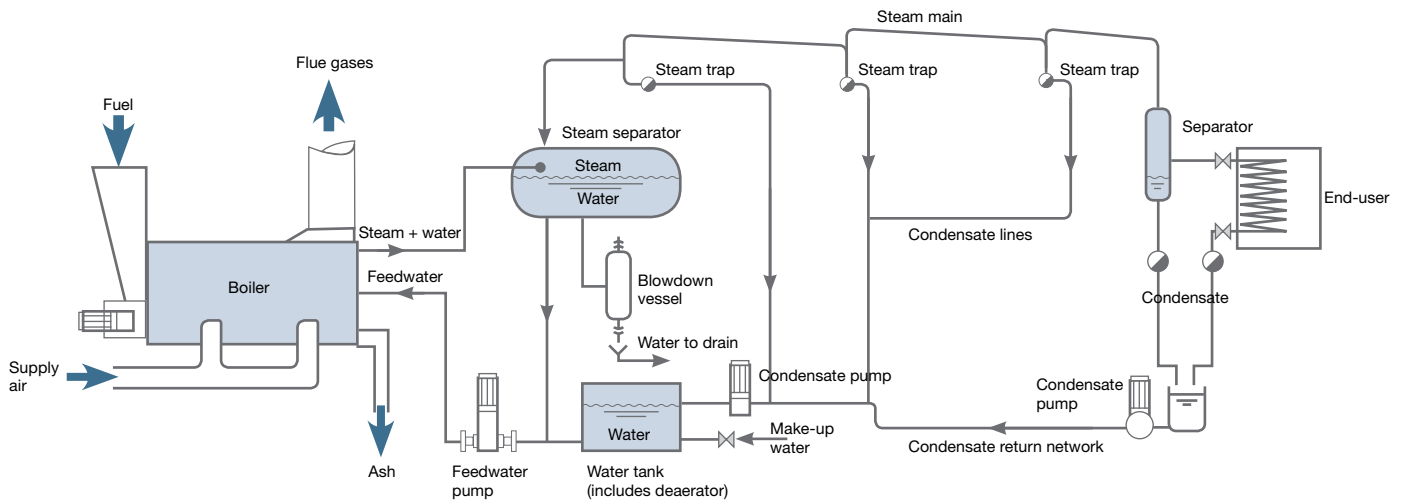 Steam main
Flue gases
Steam trap
Steam trap
Steam trap
Fuel
Steam separator
Separator
Steam
Water
End-user
Steam + water
Condensate lines
Feedwater
Boiler
Blowdown
vessel
Condensate
Water to drain
Supply
air
Condensate pump
Condensate
pump
Water
Make-up
water
Condensate return network
Ash
Feedwater
pump
Water tank
(includes deaerator)